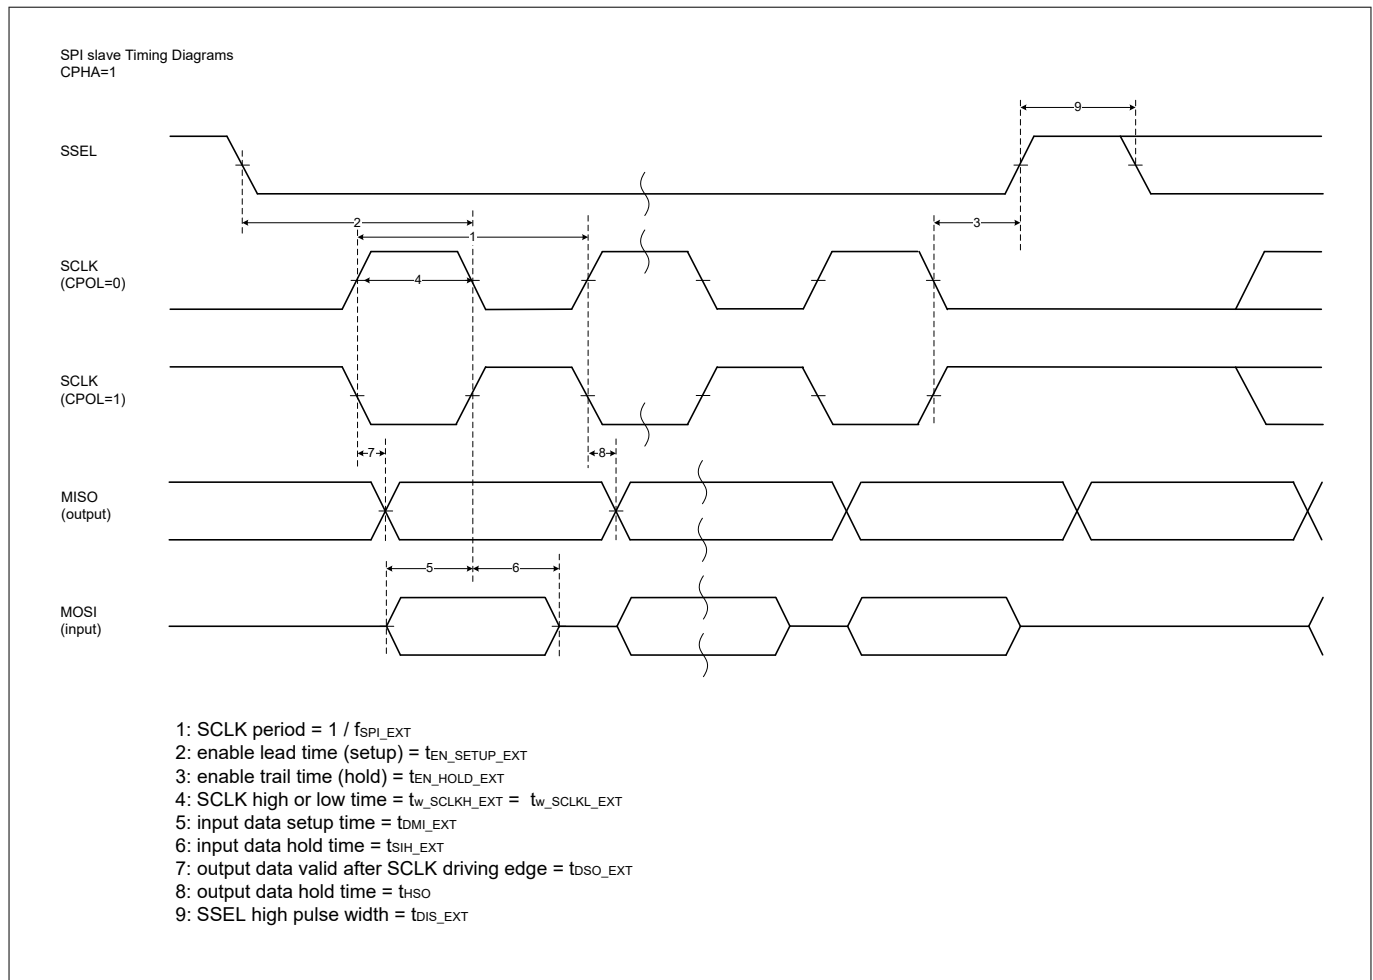 SPI slave Timing Diagrams
CPHA=1
9
SSEL
2
3
1
SCLK
(CPOL=0)
4
SCLK
(CPOL=1)
7
8
MISO
(output)
5
6
MOSI
(input)
1: SCLK period = 1 / fSPI_EXT
2: enable lead time (setup) = tEN_SETUP_EXT
3: enable trail time (hold) = tEN_HOLD_EXT
4: SCLK high or low time = tw_SCLKH_EXT = tw_SCLKL_EXT
5: input data setup time = tDMI_EXT
6: input data hold time = tSIH_EXT
7: output data valid after SCLK driving edge = tDSO_EXT
8: output data hold time = tHSO
9: SSEL high pulse width = tDIS_EXT